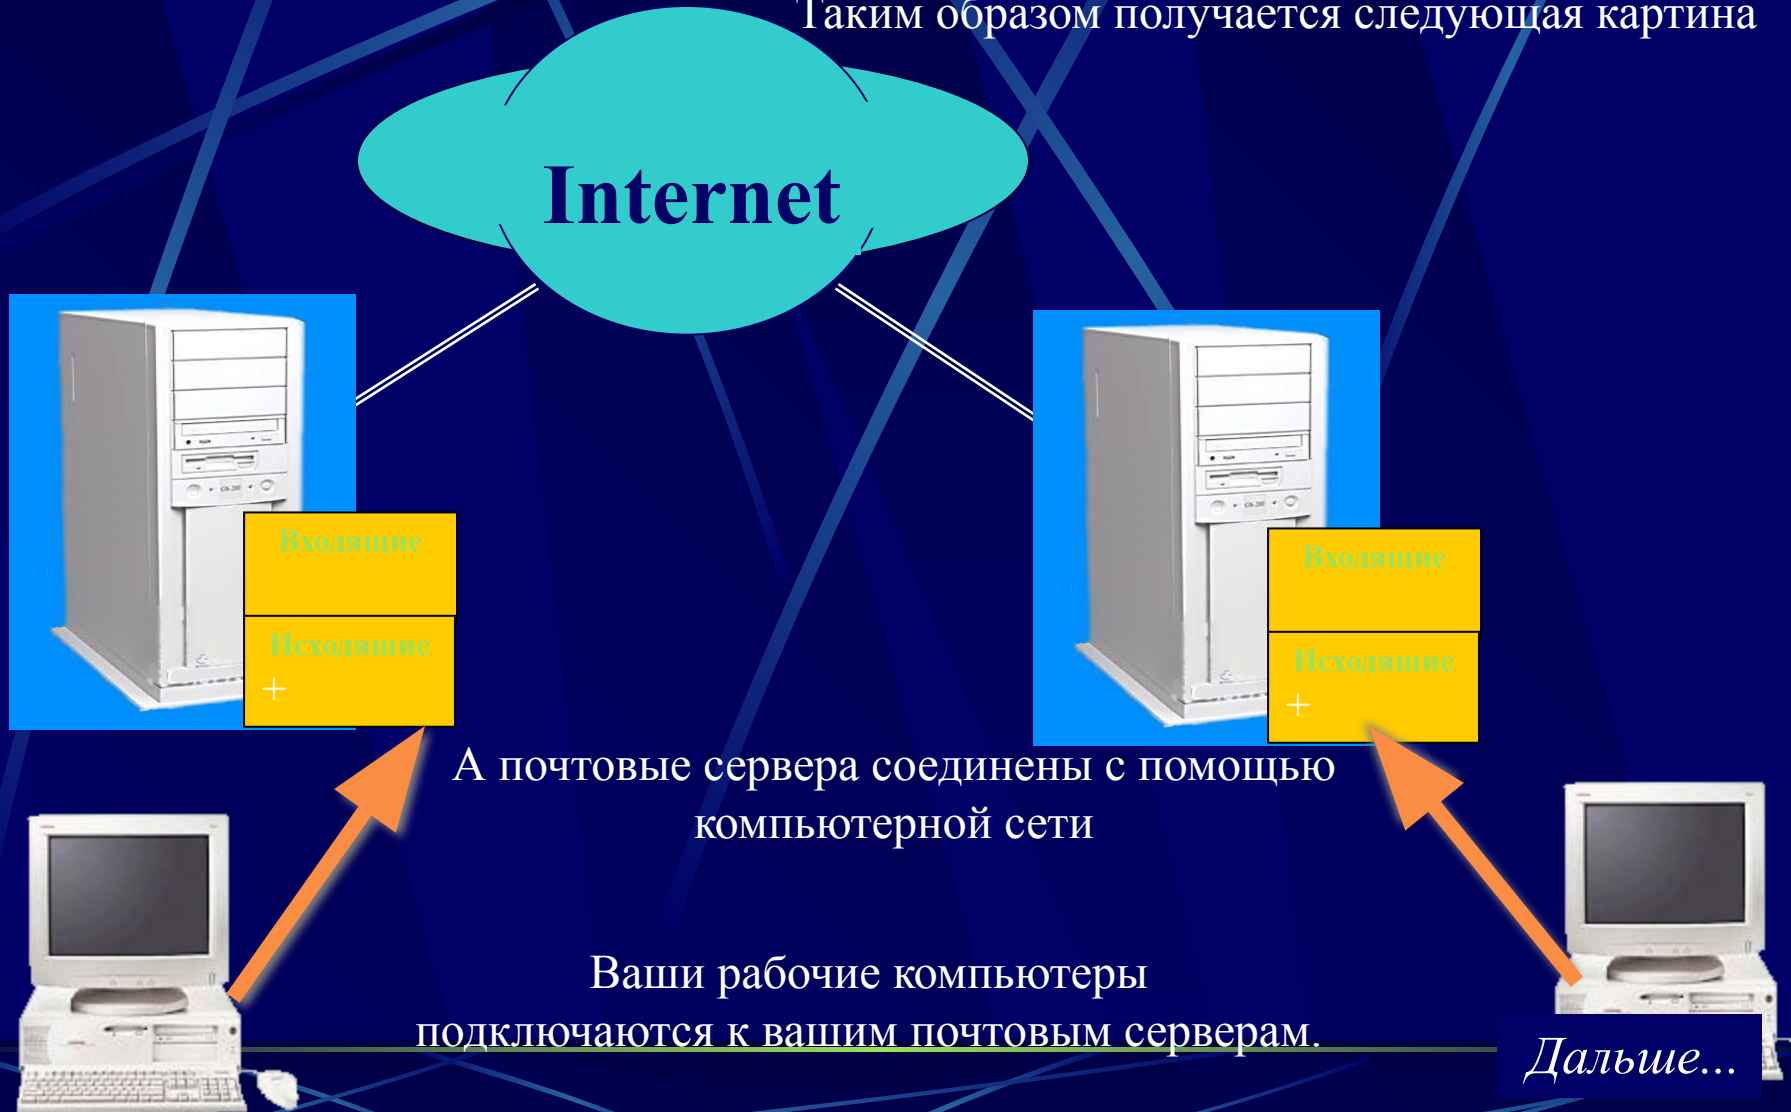 Таким образом получается следующая картина
Internet
Входящие
Исходящие
+
Входящие
Исходящие
+
А почтовые сервера соединены с помощью
компьютерной сети
Ваши рабочие компьютеры
подключаются к вашим почтовым серверам.
Дальше...